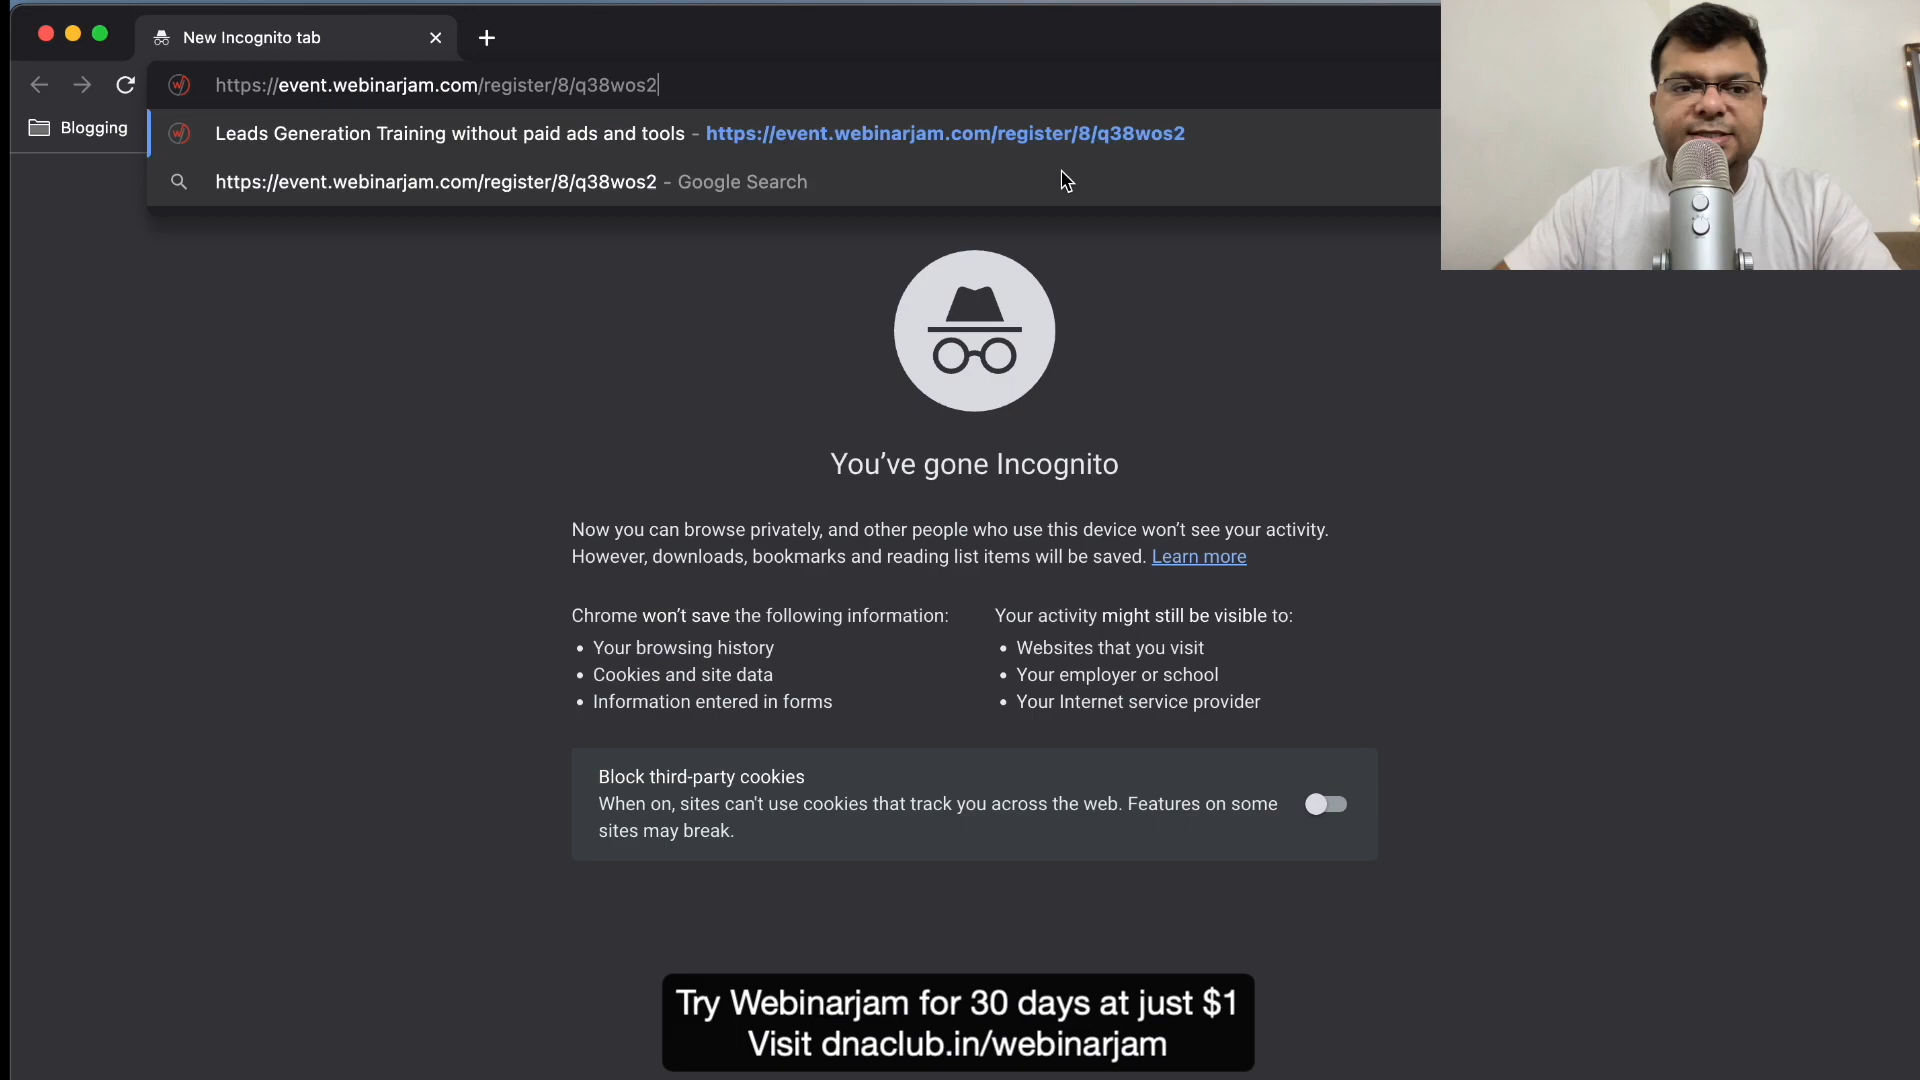 New Incognito tab
https://event.webinarjam.com/register/8/q38wos2
Blogging
Leads Generation Training without paid ads and tools - https://event.webinarjam.com/register/8/q38wos2
https://event.webinarjam.com/register/8/q38wos2 - Google Search
You've gone Incognito
Now you can browse privately, and other people who use this device won't see your activity.
However, downloads, bookmarks and reading list items will be saved. Learn more
Chrome won't save the following information:
• Your browsing history
• Cookies and site data
• Information entered in forms
Your activity might still be visible to:
• Websites that you visit
• Your employer or school
• Your Internet service provider
Block third-party cookies
When on, sites can't use cookies that track you across the web. Features on some
sites may break.
Try Webinarjam for 30 days at just $1
Visit dnaclub.in/webinarjam